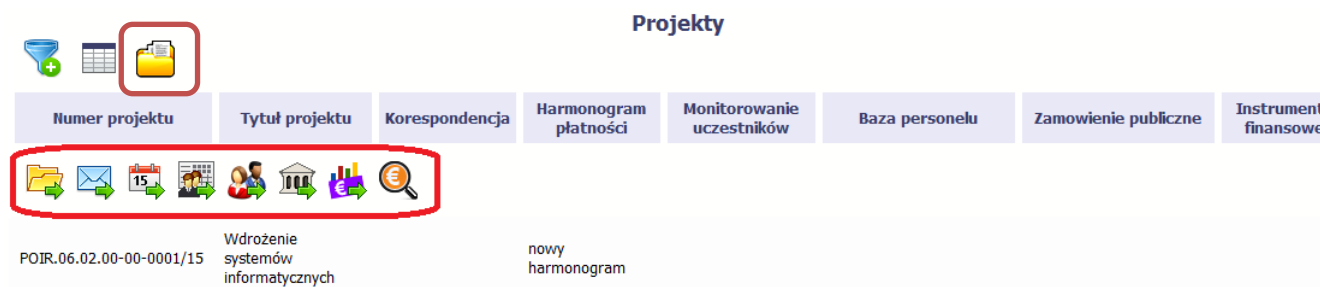 Projekty
Numer projektu
Tytuł projektu
Korespondencja
Harmonogram
płatności
Monitorowanie
uczestników
Baza personelu
Zamowienie publiczne
Instrument
finansowe
15
POIR.06.02.00-00-0001/15
Wdrożenie
systemów
informatycznych
nowy
harmonogram